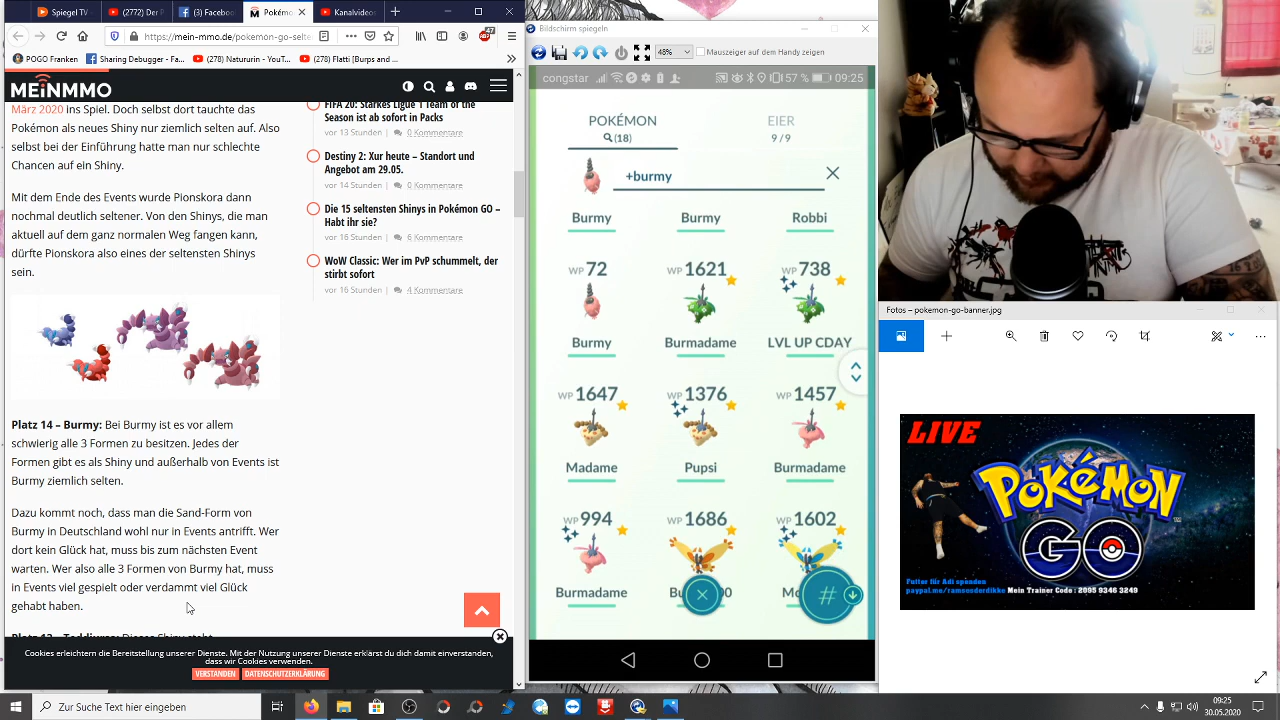 Spiegel TV
(2772) Der R
(3) Faceboo
Pokémo
Kanalvideos
https://mein-mmo.de/pokemon-go-selte
47
POGO Franken
Shaping Debugger - Fa...
(278) Natururin - YouT...
(278) Flatti [Burps and ...
MEiNMMO
März 2020 ins Spiel. Doch selbst dort tauchte das
Pokémon als neues Shiny nur ziemlich selten auf. Also
selbst bei der Einführung hatte man nur schlechte
Chancen auf ein Shiny.
Mit dem Ende des Events wurde Pionskora dann
nochmal deutlich seltener. Von den Shinys, die man
aktuell auf dem ganz normalen Weg fangen kann,
dürfte Pionskora also eines der seltensten Shinys
sein.
Platz 14 – Burmy: Bei Burmy ist es vor allem
schwierig alle 3 Formen zu besitzen. Jedes der
Formen gibt es als Shiny und außerhalb von Events ist
Burmy ziemlich selten.
Dazu kommt noch, dass man die Sand-Form von
Burmy in Deutschland wohl nur in Events antrifft. Wer
dort kein Glück hat, muss bis zum nächsten Event
warten. Wer also alle 3 Formen von Burmy hat, muss
in Events viel gespielt oder verdammt viel Glück
gehabt haben.
FIFA 20: Starkes Ligue 1 Team of the
Season ist ab sofort in Packs
vor 13 Stunden | 0 Kommentare
Destiny 2: Xur heute – Standort und
Angebot am 29.05.
vor 14 Stunden | 0 Kommentare
Die 15 seltensten Shinys in Pokémon GO –
Habt ihr sie?
vor 16 Stunden | 6 Kommentare
WoW Classic: Wer im PvP schummelt, der
stirbt sofort
vor 16 Stunden | 4 Kommentare
Cookies erleichtern die Bereitstellung unserer Dienste. Mit der Nutzung unserer Dienste erklärst du dich damit einverstanden,
dass wir Cookies verwenden.
VERSTANDEN DATENSCHUTZERKLÄRUNG
Bildschirm spiegeln
48%
Mauszeiger auf dem Handy zeigen
congstar
57 %
09:25
POKÉMON
(18)
EIER
9 / 9
+burmy
Burmy
Burmy
Robbi
WP 72
WP 1621
WP 738
Burmy
Burmadame
LVL UP CDAY
WP 1647
WP 1376
WP 1457
Madame
Pupsi
Burmadame
WP 994
WP 1686
WP 1602
Burmadame
Fotos – pokemon-go-banner.jpg
LIVE
POKÉMON
GO
Futter für Adi spenden
paypal.me/ramsesderdikke Mein Trainer Code : 2095 9346 3249
Zur Suche Text hier eingeben
09:25
30.05.2020